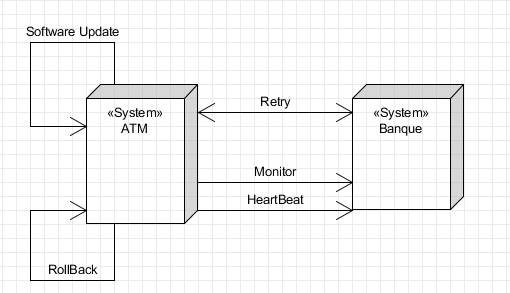 Software Update
«System»
ATM
Retry
«System»
Banque
Monitor
HeartBeat
RollBack